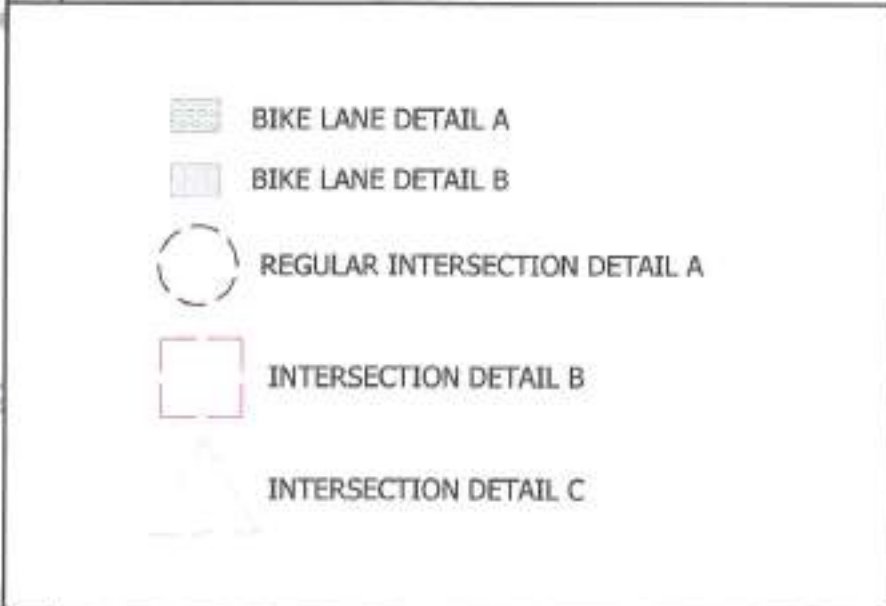 BIKE LANE DETAIL A
BIKE LANE DETAIL B
REGULAR INTERSECTION DETAIL A
INTERSECTION DETAIL B
INTERSECTION DETAIL C